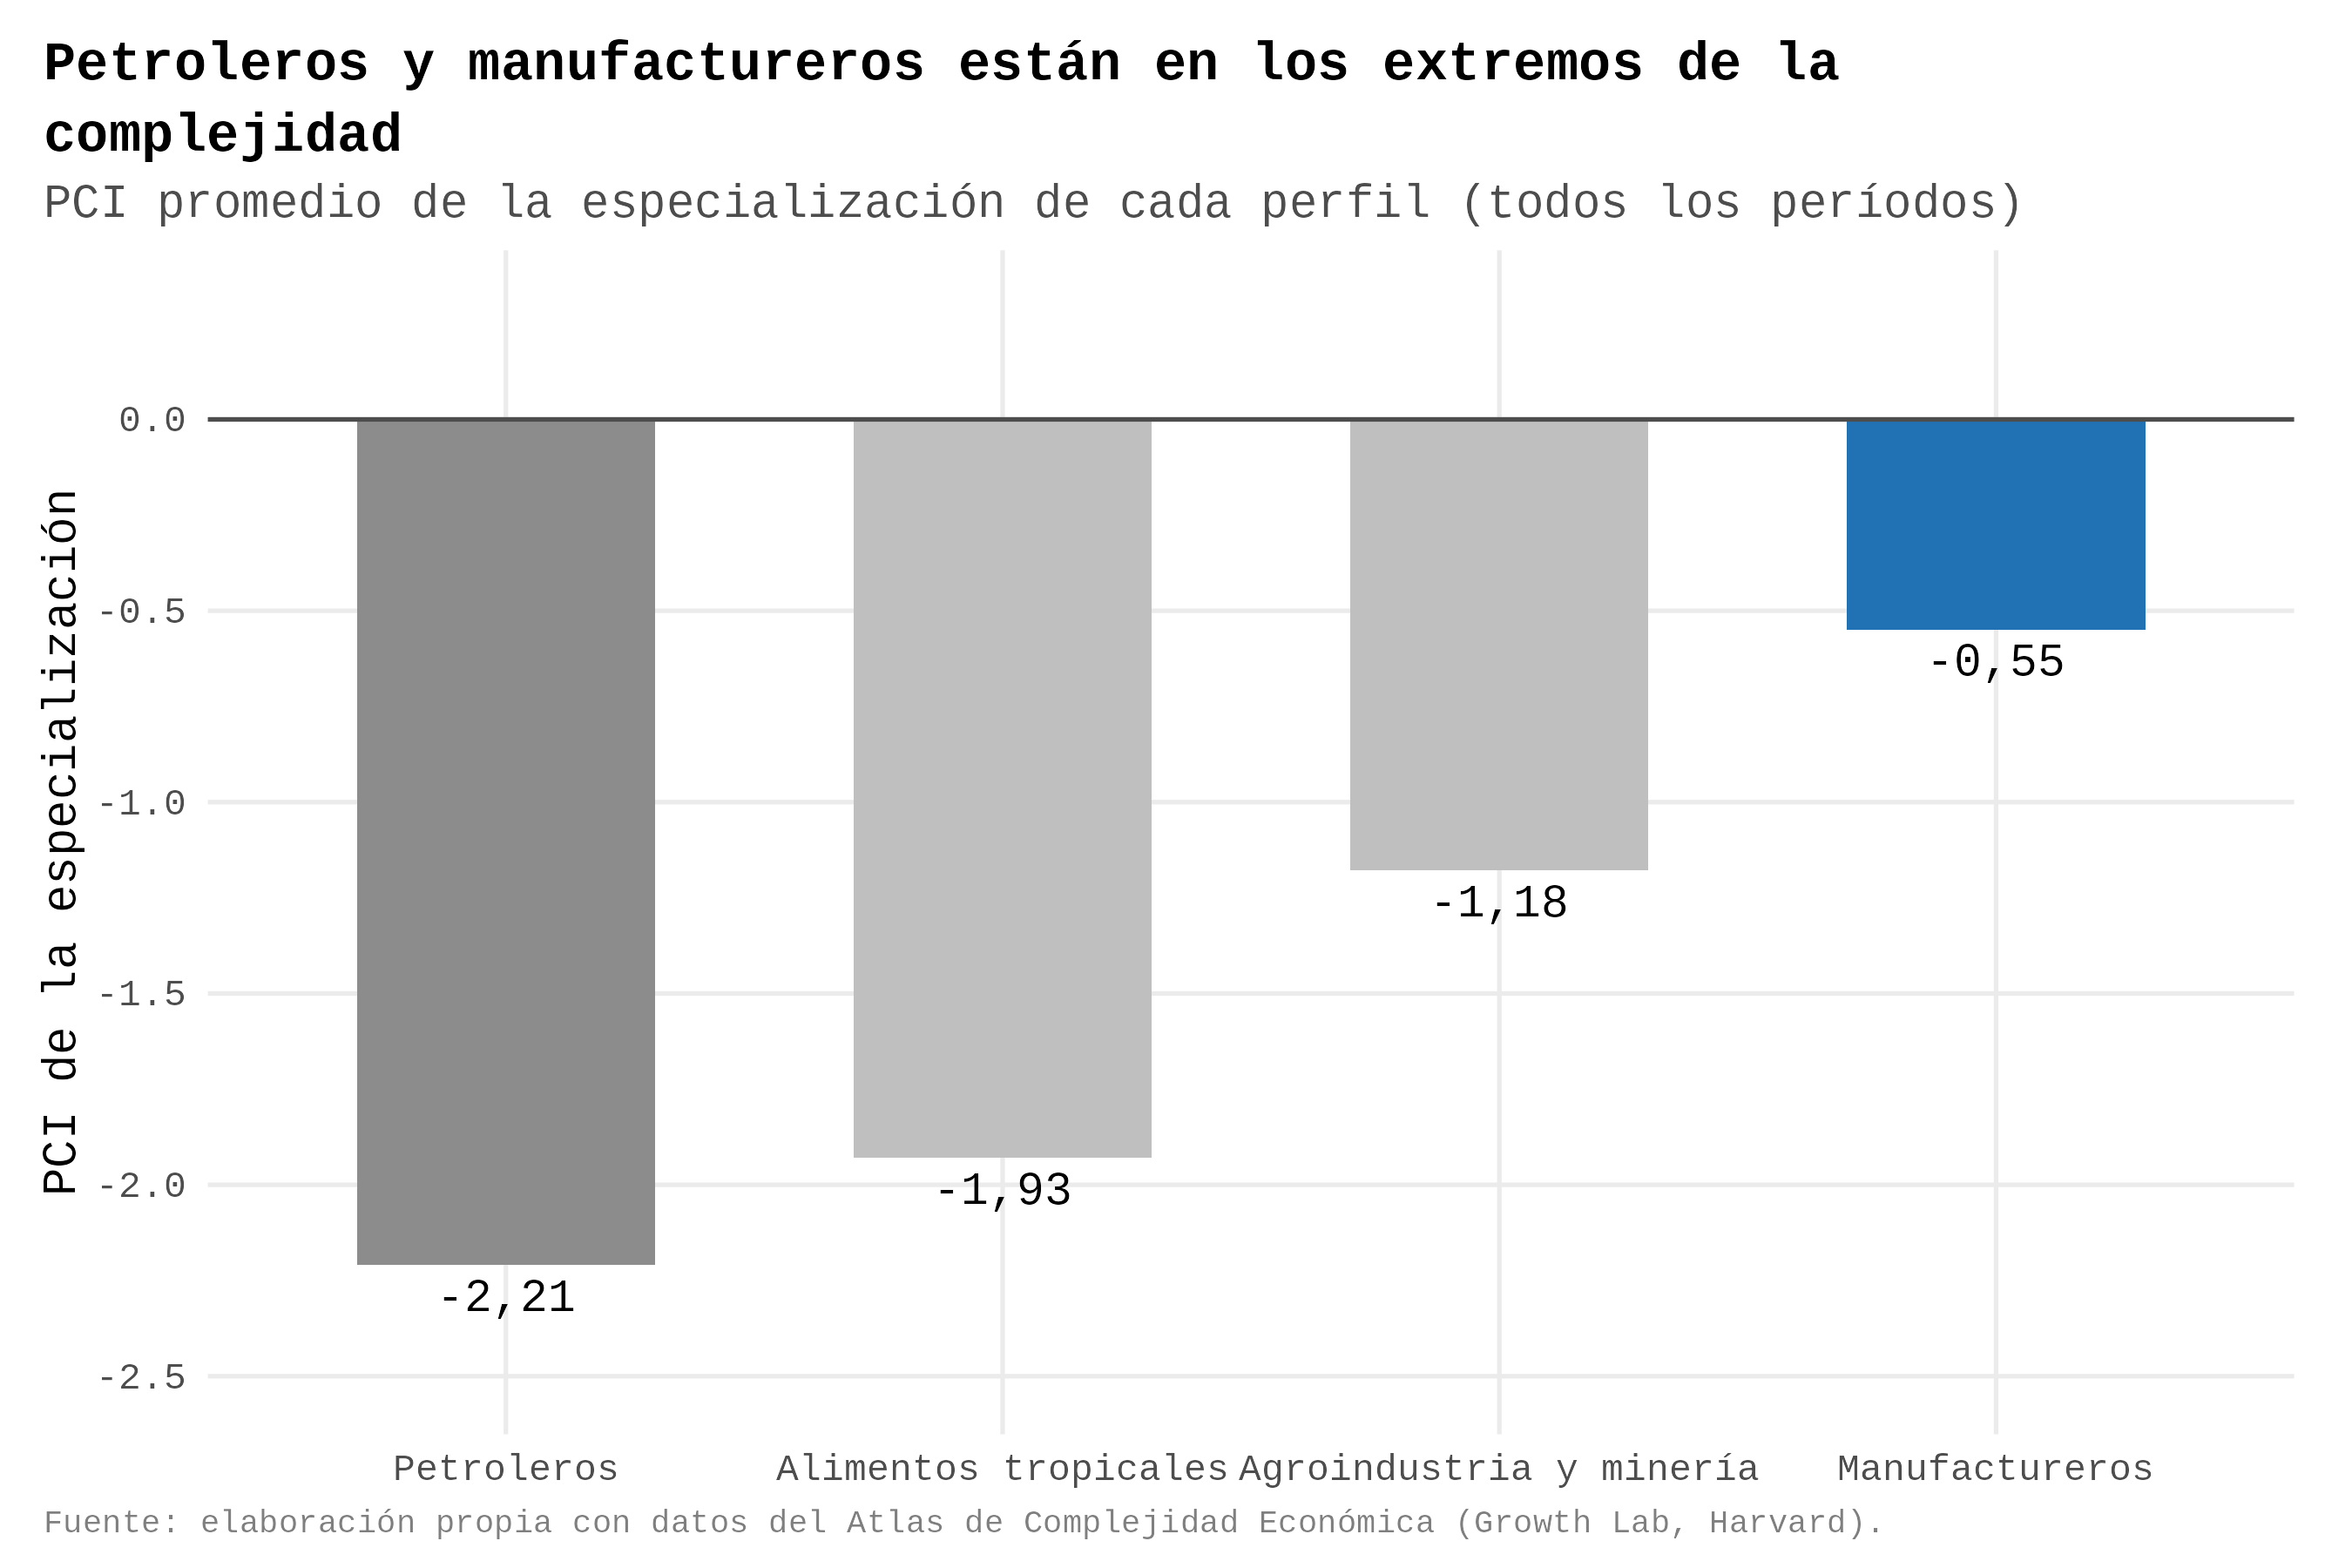 Petroleros y manufactureros están en los extremos de la
complejidad
PCI promedio de la especialización de cada perfil (todos los períodos)
PCI de la especialización
0.0
-0.5
-1.0
-1.5
-2.0
-2.5
-2,21
-1,93
-1,18
-0,55
Petroleros
Alimentos tropicales
Agroindustria y minería
Manufactureros
Fuente: elaboración propia con datos del Atlas de Complejidad Económica (Growth Lab, Harvard).